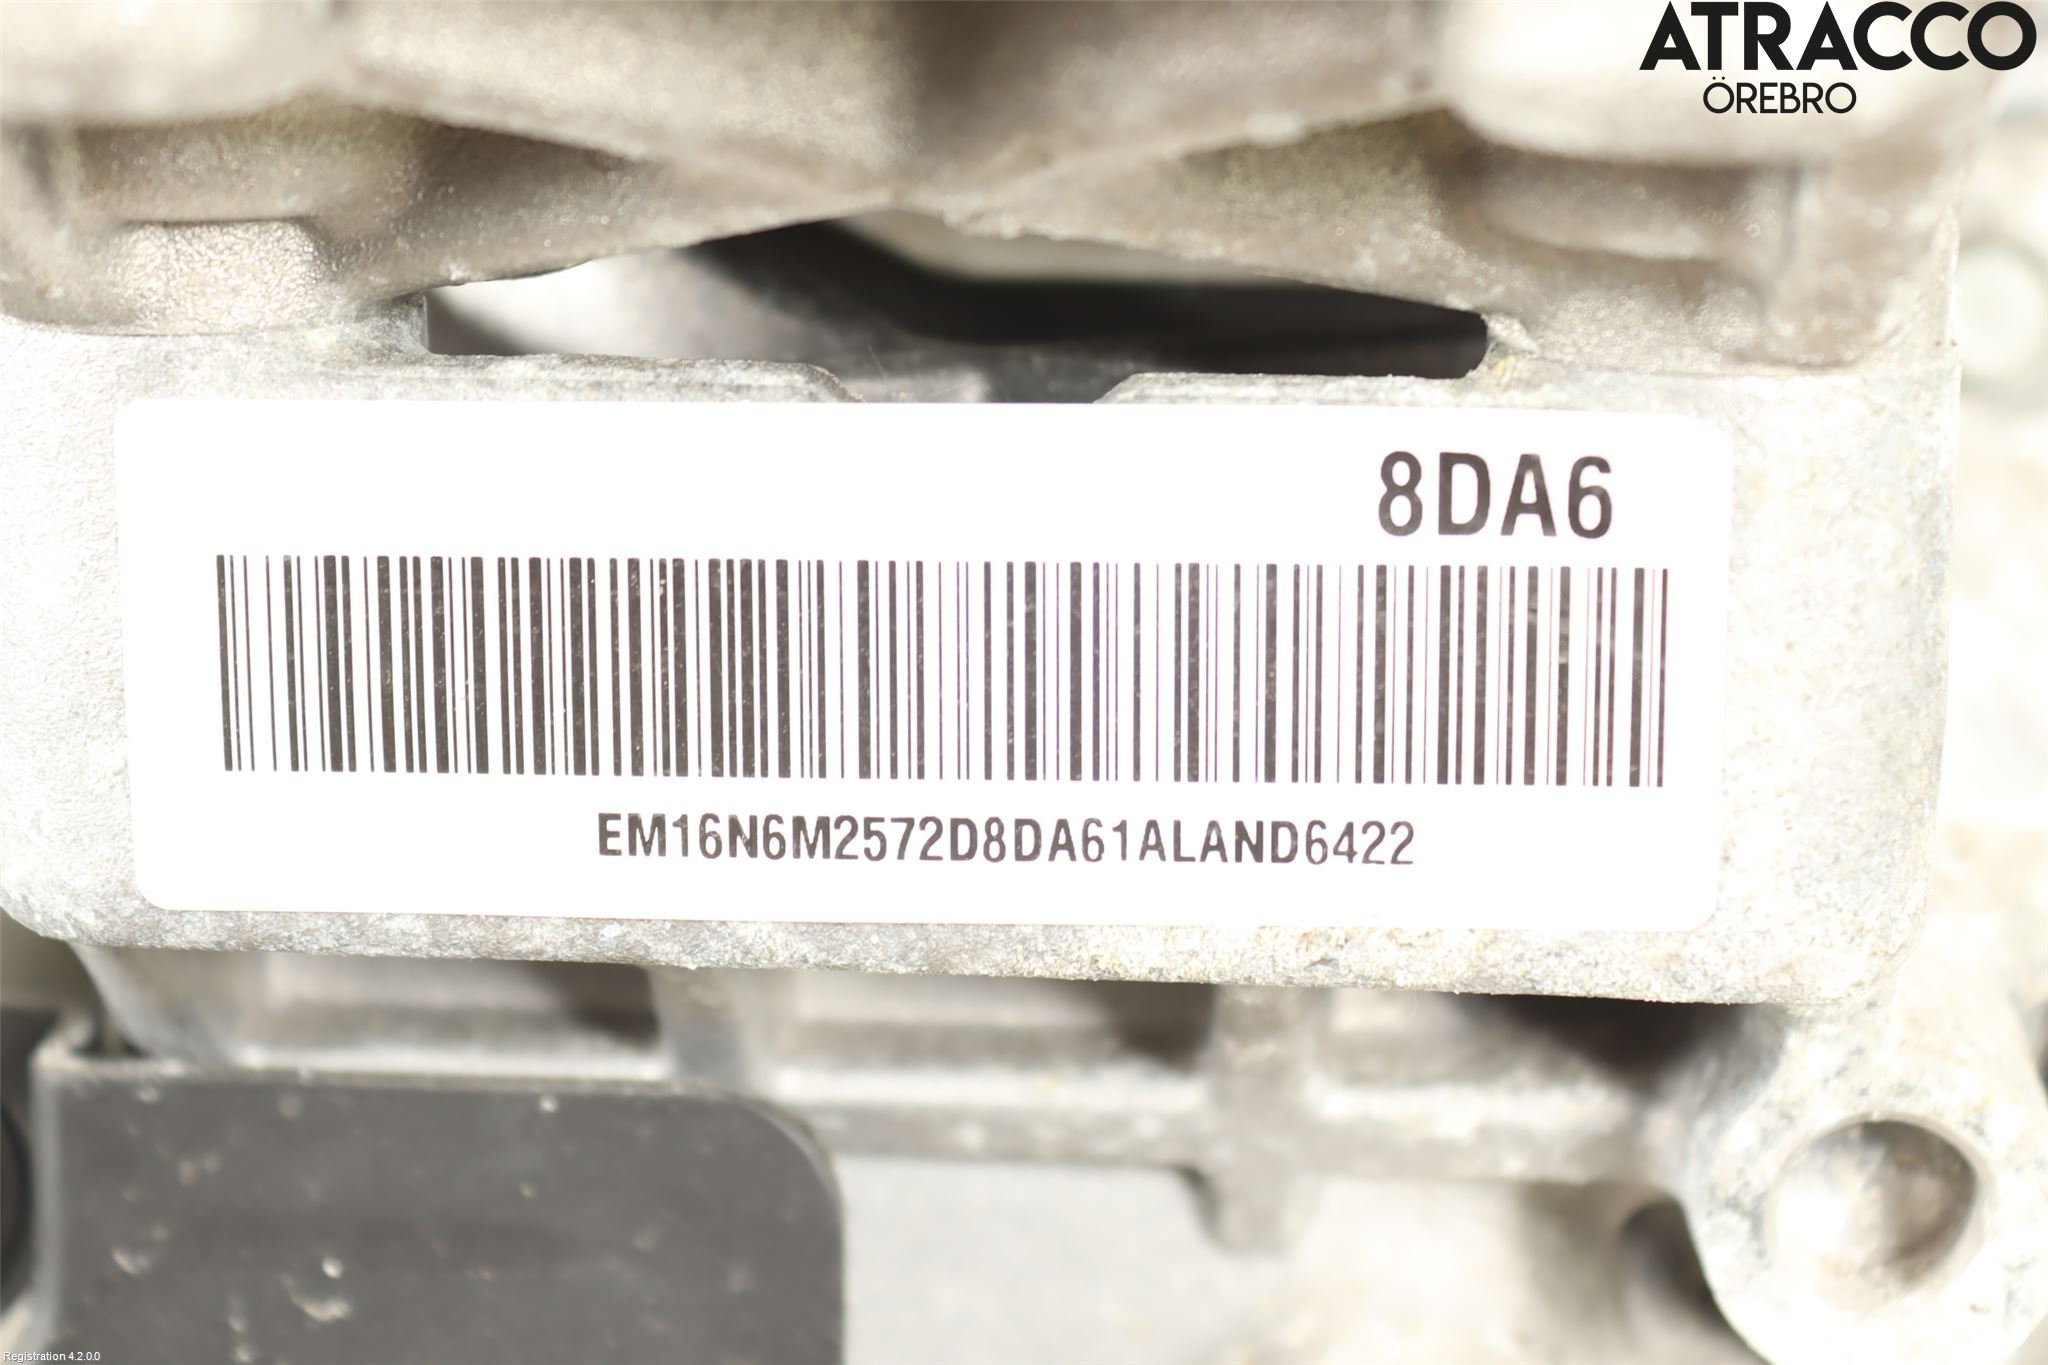 ATRACCO
ÖREBRO
8DA6
EM16N6M2572D8DA61ALAND6422
Registration 4.2.0.0